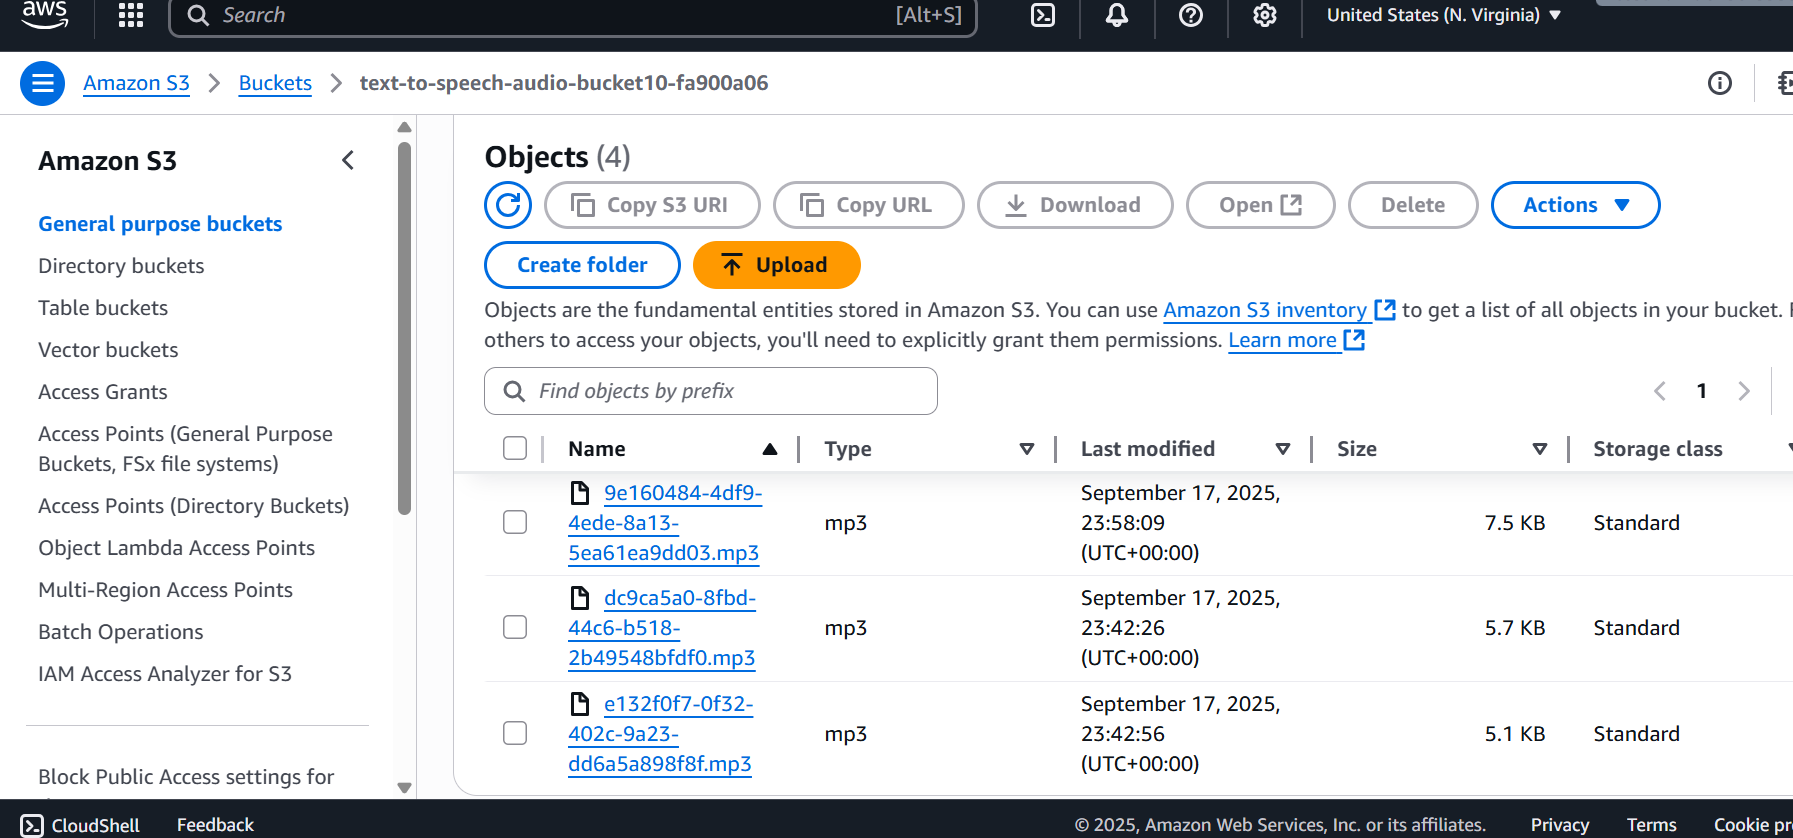 aws
Search
[Alt+S]
United States (N. Virginia)
Amazon S3
Buckets
text-to-speech-audio-bucket10-fa900a06
Amazon S3
General purpose buckets
Directory buckets
Table buckets
Vector buckets
Access Grants
Access Points (General Purpose
Buckets, FSx file systems)
Access Points (Directory Buckets)
Object Lambda Access Points
Multi-Region Access Points
Batch Operations
IAM Access Analyzer for S3
Block Public Access settings for
Objects (4)
Copy S3 URI
Copy URL
Download
Open
Delete
Actions
Create folder
Upload
Objects are the fundamental entities stored in Amazon S3. You can use Amazon S3 inventory to get a list of all objects in your bucket.
others to access your objects, you'll need to explicitly grant them permissions. Learn more
Find objects by prefix
1
Name
Type
Last modified
Size
Storage class
9e160484-4df9-
4ede-8a13-
5ea61ea9dd03.mp3
mp3
September 17, 2025,
23:58:09
(UTC+00:00)
7.5 KB
Standard
dc9ca5a0-8fbd-
44c6-b518-
2b49548bfdf0.mp3
mp3
September 17, 2025,
23:42:26
(UTC+00:00)
5.7 KB
Standard
e132f0f7-0f32-
402c-9a23-
dd6a5a898f8f.mp3
mp3
September 17, 2025,
23:42:56
(UTC+00:00)
5.1 KB
Standard
CloudShell
Feedback
© 2025, Amazon Web Services, Inc. or its affiliates.
Privacy
Terms
Cookie